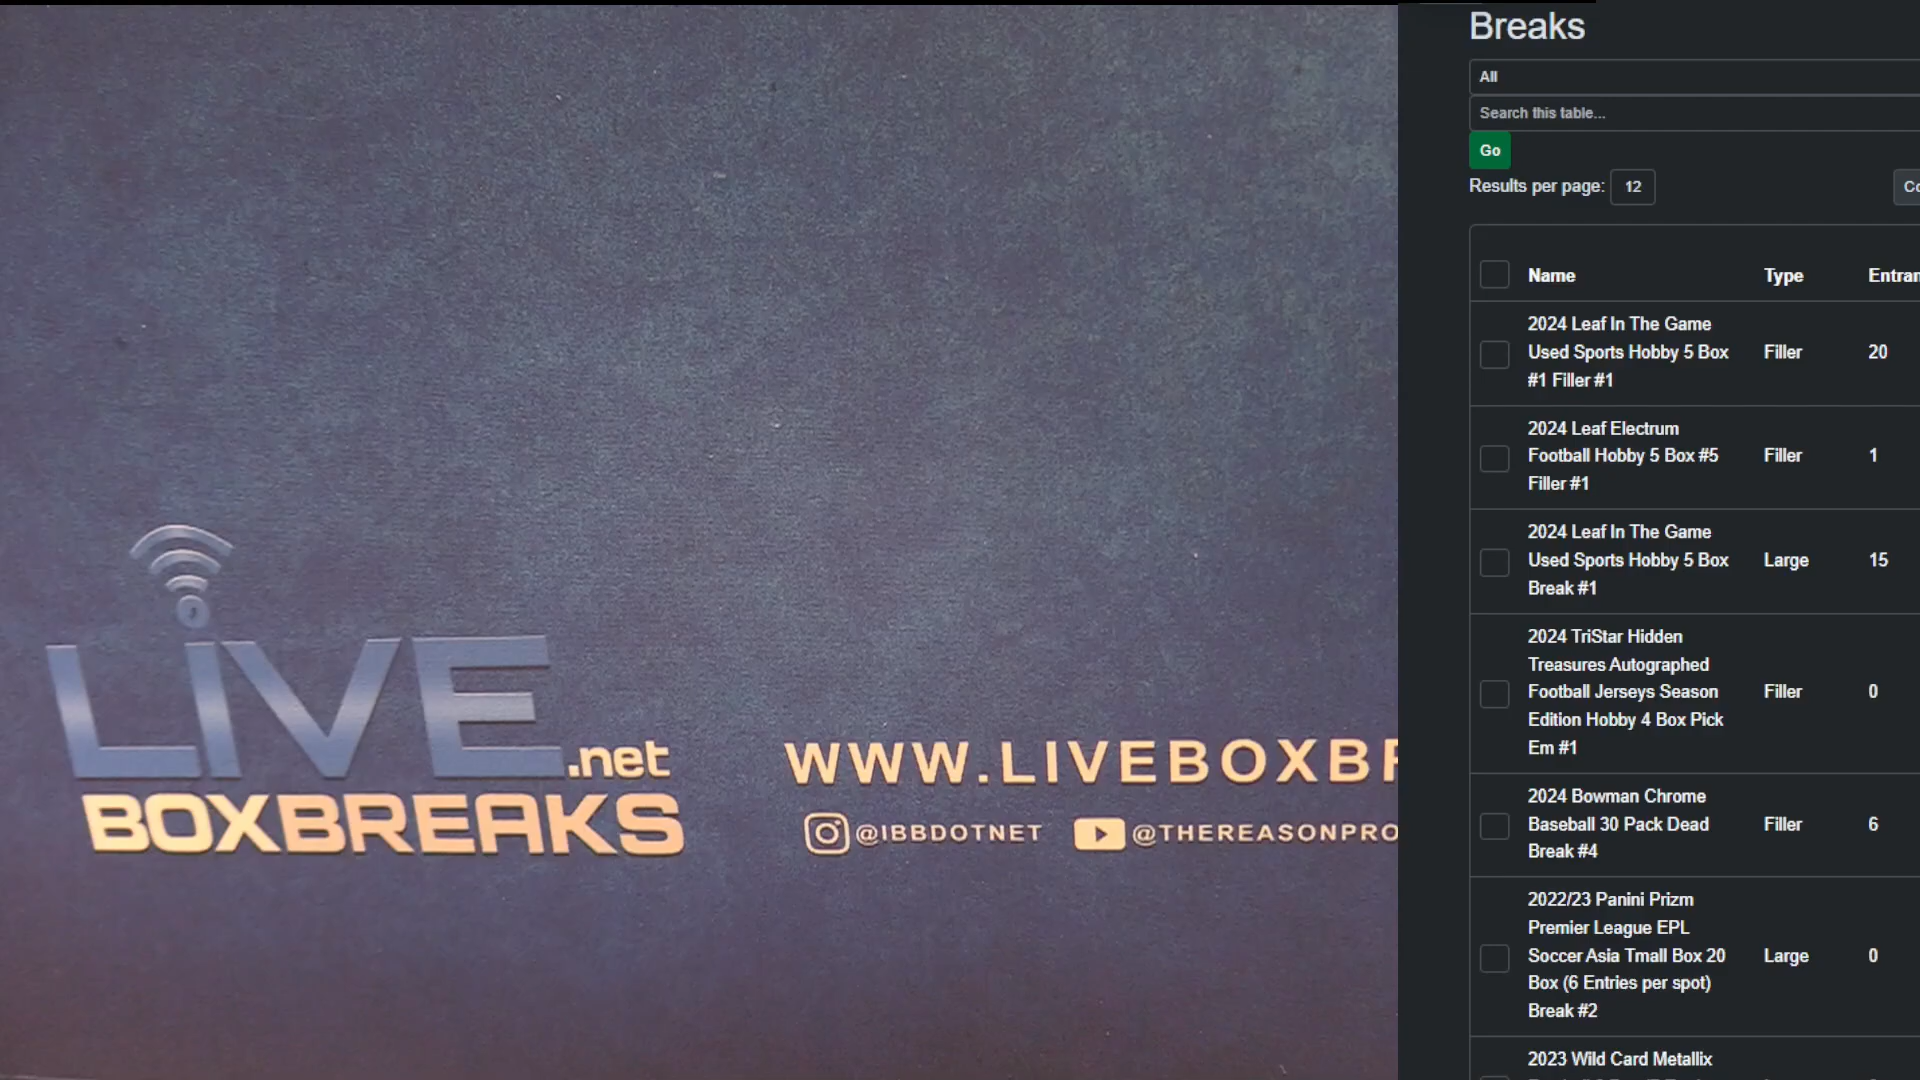 LiVE.net
BOXBREAKS
WWW.LIVEBOXBR
@IBBDOTNET @THEREASONPRO
Breaks
All
Search this table...
Go
Results per page: 12
Co
Name Type Entran
2024 Leaf In The Game
Used Sports Hobby 5 Box Filler 20
#1 Filler #1
2024 Leaf Electrum
Football Hobby 5 Box #5 Filler 1
Filler #1
2024 Leaf In The Game
Used Sports Hobby 5 Box Large 15
Break #1
2024 TriStar Hidden
Treasures Autographed
Football Jerseys Season Filler 0
Edition Hobby 4 Box Pick
Em #1
2024 Bowman Chrome
Baseball 30 Pack Dead Filler 6
Break #4
2022/23 Panini Prizm
Premier League EPL
Soccer Asia Tmall Box 20 Large 0
Box (6 Entries per spot)
Break #2
2023 Wild Card Metallix